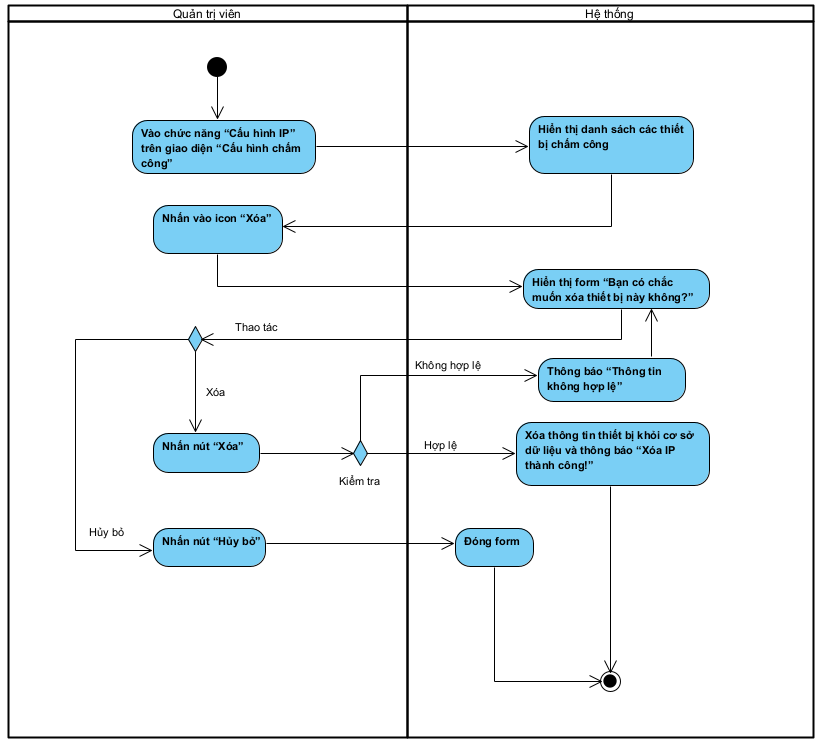 Quản trị viên
Hệ thống
Vào chức năng “Cấu hình IP”
trên giao diện “Cấu hình chấm
công”
Hiển thị danh sách các thiết
bị chấm công
Nhấn vào icon “Xóa”
Hiển thị form “Bạn có chắc
muốn xóa thiết bị này không?”
Thao tác
Không hợp lệ
Thông báo “Thông tin
không hợp lệ”
Xóa
Nhấn nút “Xóa”
Kiểm tra
Hợp lệ
Xóa thông tin thiết bị khỏi cơ sở
dữ liệu và thông báo “Xóa IP
thành công!”
Hủy bỏ
Nhấn nút “Hủy bỏ”
Đóng form